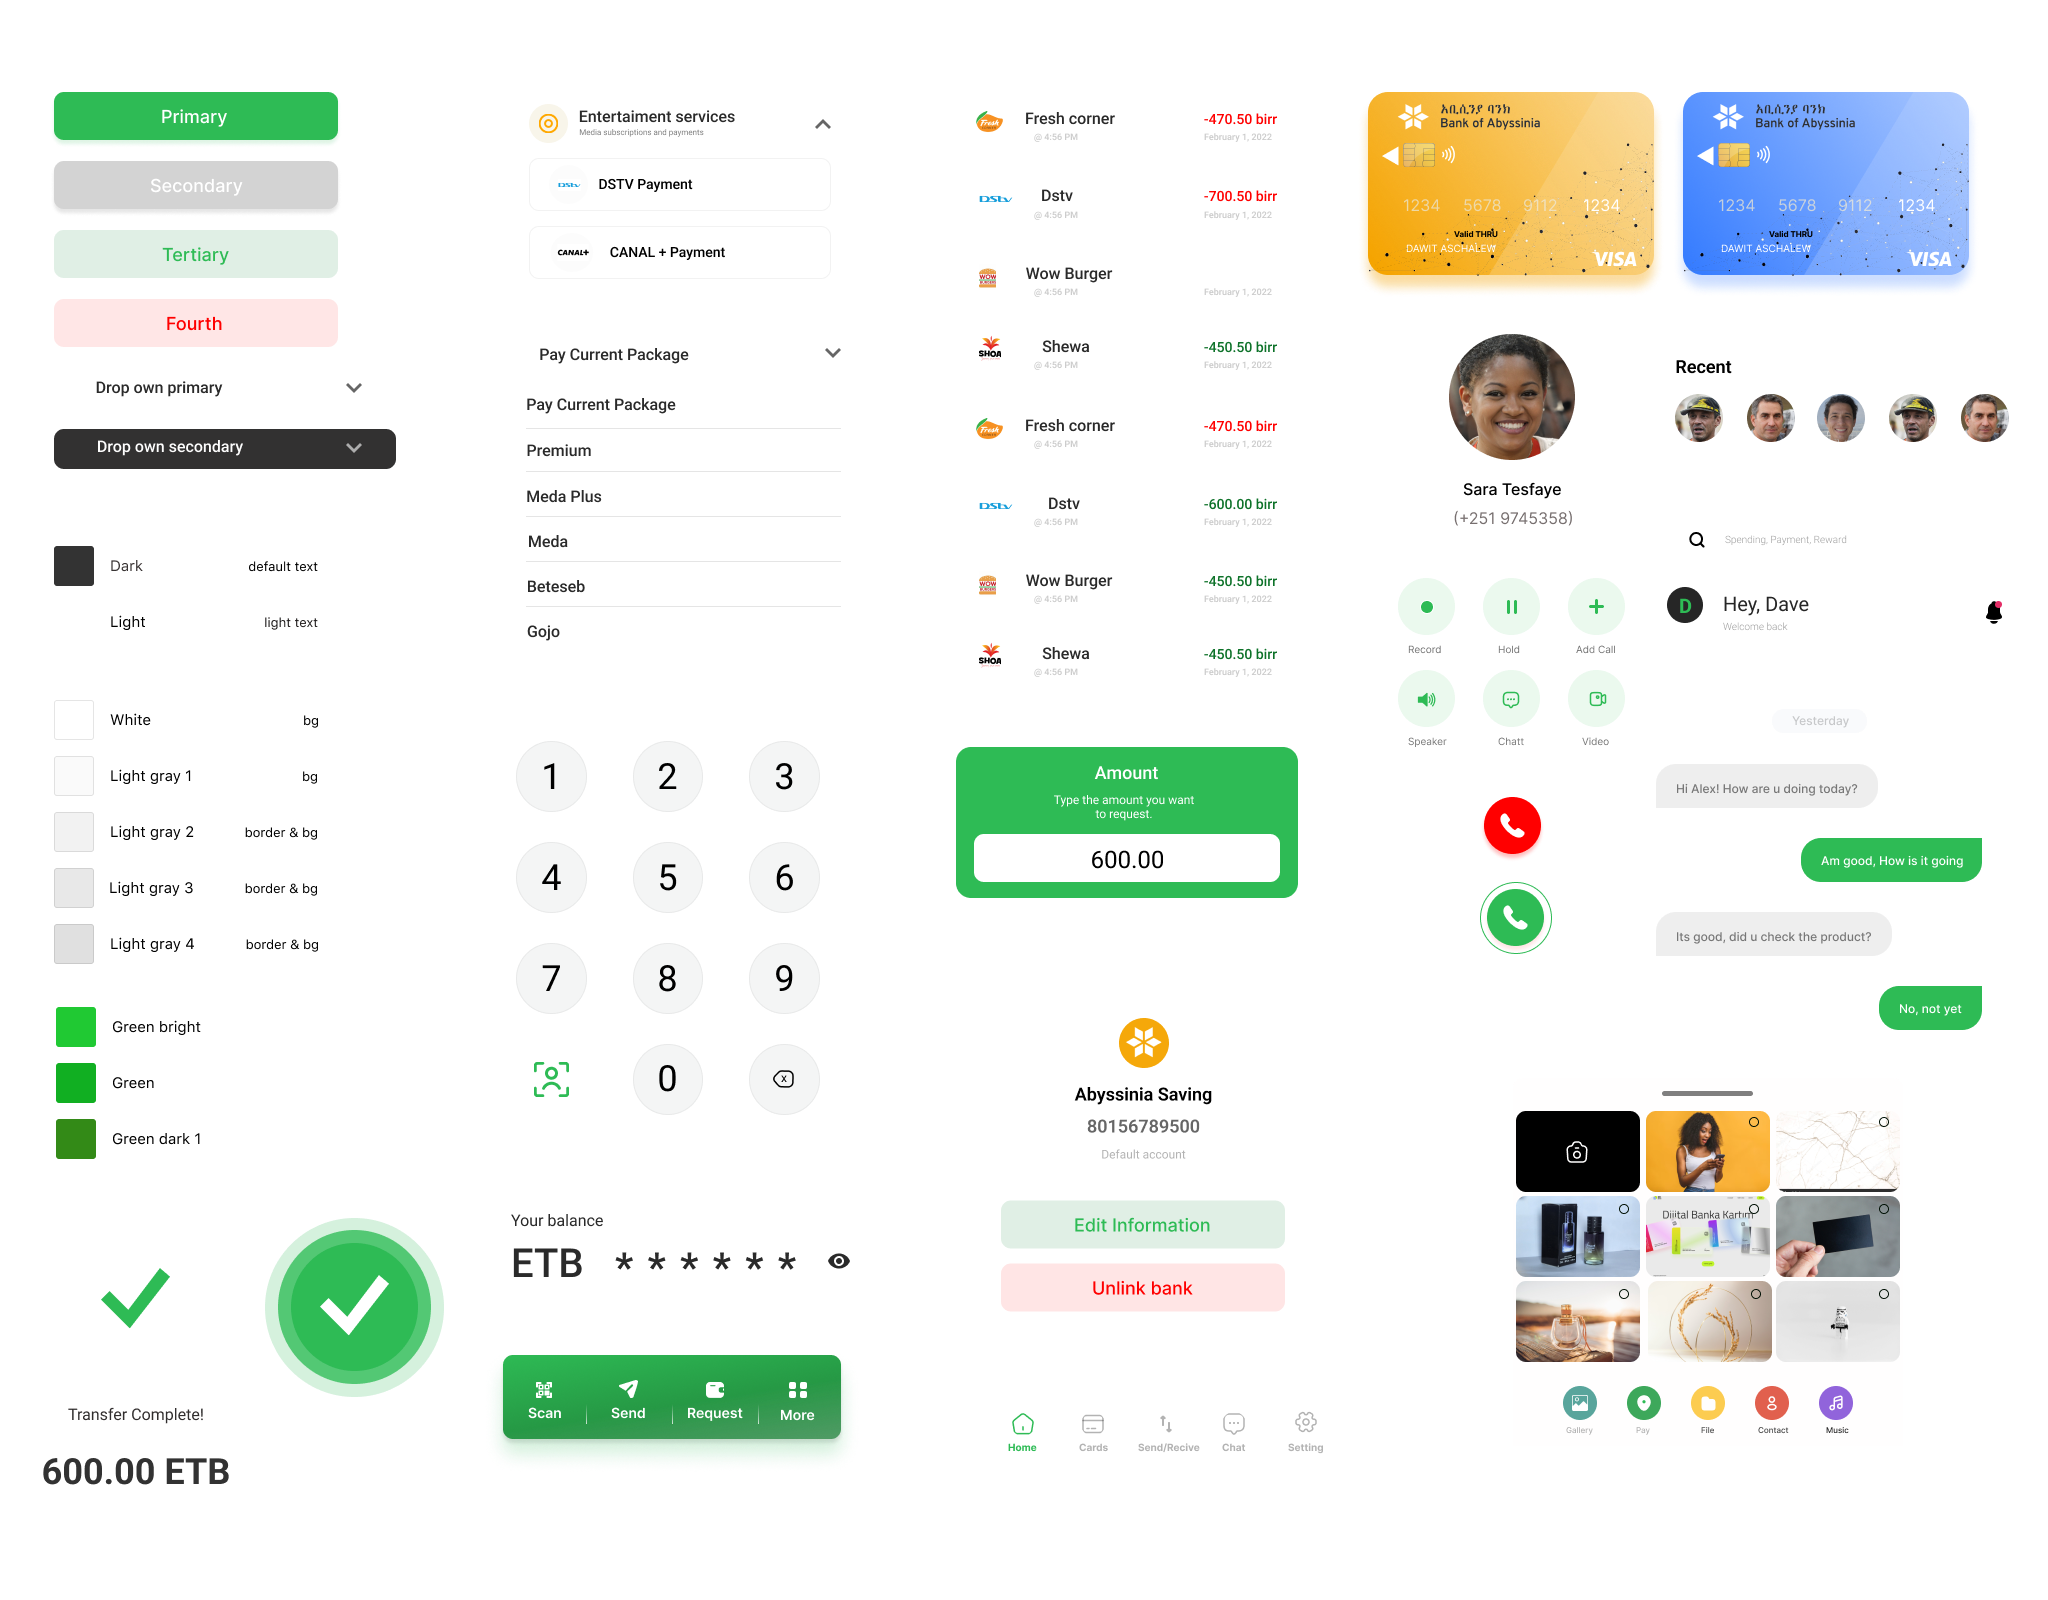 Primary
Secondary
Tertiary
Fourth
Drop own primary
Drop own secondary
Dark
default text
Light
light text
White
bg
Light gray 1
bg
Light gray 2
border & bg
Light gray 3
border & bg
Light gray 4
border & bg
Green bright
Green
Green dark 1
Transfer Complete!
600.00 ETB
Entertaiment services
Media subscriptions and payments
DStv
DSTV Payment
CANAL+
CANAL + Payment
Pay Current Package
Pay Current Package
Premium
Meda Plus
Meda
Beteseb
Gojo
1 2 3
4 5 6
7 8 9
0 x
Your balance
ETB * * * * * *
Scan
Send
Request
More
Fresh
Fresh corner
-470.50 birr
@ 4:56 PM
February 1, 2022
DStv
Dstv
-700.50 birr
@ 4:56 PM
February 1, 2022
WOW BURGER
Wow Burger
@ 4:56 PM
February 1, 2022
SHOA
Shewa
-450.50 birr
@ 4:56 PM
February 1, 2022
Fresh
Fresh corner
-470.50 birr
@ 4:56 PM
February 1, 2022
DStv
Dstv
-600.00 birr
@ 4:56 PM
February 1, 2022
WOW BURGER
Wow Burger
-450.50 birr
@ 4:56 PM
February 1, 2022
SHOA
Shewa
-450.50 birr
@ 4:56 PM
February 1, 2022
Amount
Type the amount you want
to request.
600.00
Abyssinia Saving
80156789500
Default account
Edit Information
Unlink bank
Home
Cards
Send/Recive
Chat
Setting
አቢሲንያ ባንክ
Bank of Abyssinia
1234 5678 9112 1234
Valid THRU
DAWIT ASCHALEW
VISA
አቢሲንያ ባንክ
Bank of Abyssinia
1234 5678 9112 1234
Valid THRU
DAWIT ASCHALEW
VISA
Sara Tesfaye
(+251 9745358)
Record
Hold
Add Call
Speaker
Chatt
Video
Recent
Spending, Payment, Reward
D
Hey, Dave
Welcome back
Yesterday
Hi Alex! How are u doing today?
Am good, How is it going
Its good, did u check the product?
No, not yet
Dijital Banka Kartım
Gallery
Pay
File
Contact
Music